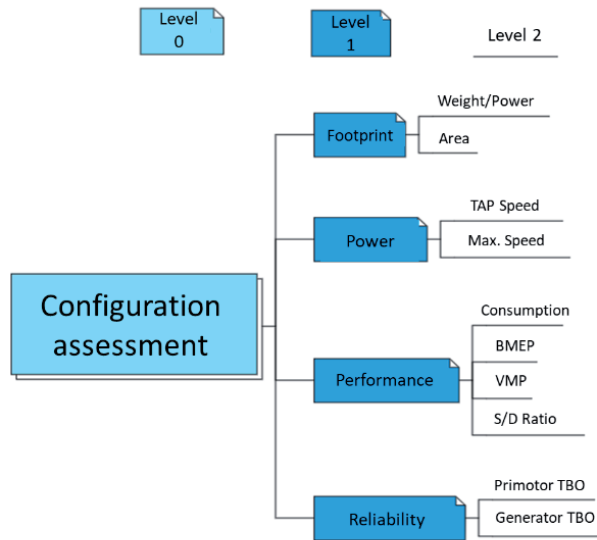 Level
0
Level
1
Level 2
Weight/Power
Footprint
Area
TAP Speed
Power
Max. Speed
Configuration
assessment
Consumption
BMEP
Performance
VMP
S/D Ratio
Primotor TBO
Reliability
Generator TBO